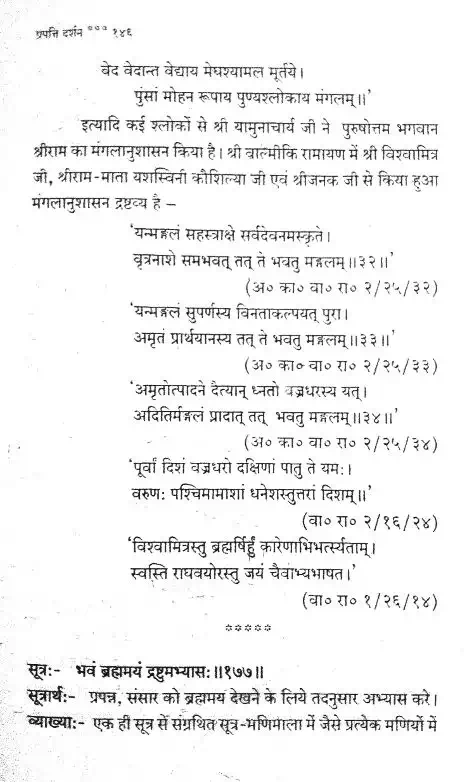 प्रपत्ति दर्शन *** १४६
वेद वेदान्त वेद्याय मेघश्यामल मूर्तये।
पुंसां मोहन रूपाय पुण्यश्लोकाय मंगलम्॥'
इत्यादि कई श्लोकों से श्री यामुनाचार्य जी ने पुरुषोत्तम भगवान
श्रीराम का मंगलानुशासन किया है। श्री वाल्मीकि रामायण में श्री विश्वामित्र
जी, श्रीराम-माता यशस्विनी कौशिल्या जी एवं श्रीजनक जी से किया हुआ
मंगलानुशासन द्रष्टव्य है –
'यन्मङ्गलं सहस्त्राक्षे सर्वदेवनमस्कृते।
वृत्रनाशे समभवत् तत् ते भवतु मङ्गलम्॥३२॥'
(अ० का० वा० रा० २/२५/३२)
'यन्मङ्गलं सुपर्णस्य विनताकल्पयत् पुरा।
अमृतं प्रार्थयानस्य तत् ते भवतु मङ्गलम्॥३३॥'
(अ० का० वा० रा० २/२५/३३)
'अमृतोत्पादने दैत्यान् ध्नतो वज्रधरस्य यत्।
अदितिर्मङ्गलं प्रादात् तत् भवतु मङ्गलम्॥३४॥'
(अ० का० वा० रा० २/२५/३४)
'पूर्वां दिशं वज्रधरो दक्षिणां पातु ते यमः।
वरुणः पश्चिमामाशां धनेशस्तुत्तरां दिशम्॥'
(वा० रा० २/१६/२४)
'विश्वामित्रस्तु ब्रह्मर्षिर्हुं कारेणाभिभर्त्स्यताम्।
स्वस्ति राघवयोरस्तु जयं चैवाभ्यभाषत।'
(वा० रा० १/२६/१४)
*****
सूत्रः- भवं ब्रह्ममयं द्रष्टुमभ्यासः॥१७७॥
सूत्रार्थः- प्रपन्न, संसार को ब्रह्ममय देखने के लिये तदनुसार अभ्यास करे।
व्याख्याः- एक ही सूत्र से संग्रथित सूत्र-मणिमाला में जैसे प्रत्येक मणियों में